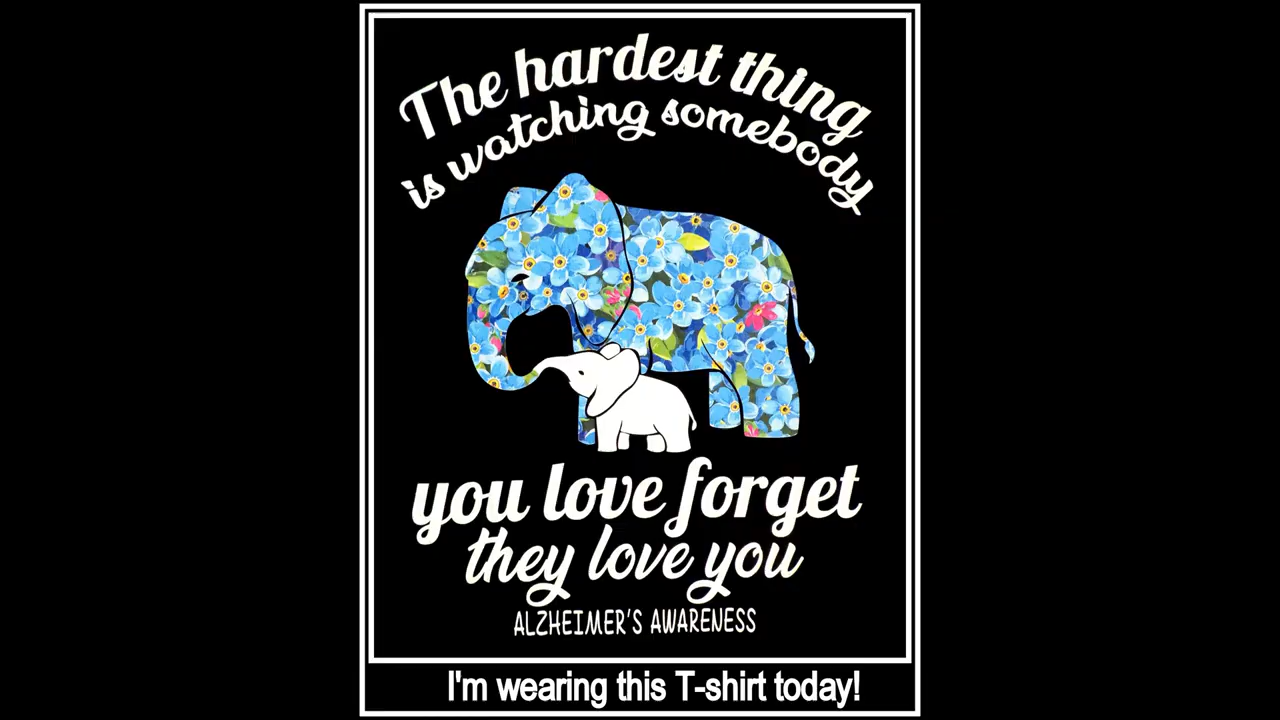 The hardest thing
is watching somebody
you love forget
they love you
ALZHEIMER'S AWARENESS
I'm wearing this T-shirt today!